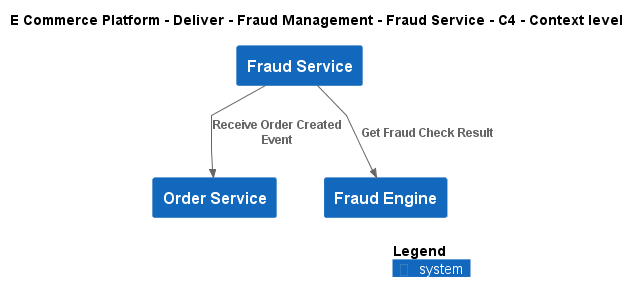 E Commerce Platform - Deliver - Fraud Management - Fraud Service - C4 - Context level
Fraud Service
Receive Order Created
Event
Get Fraud Check Result
Order Service
Fraud Engine
Legend
system